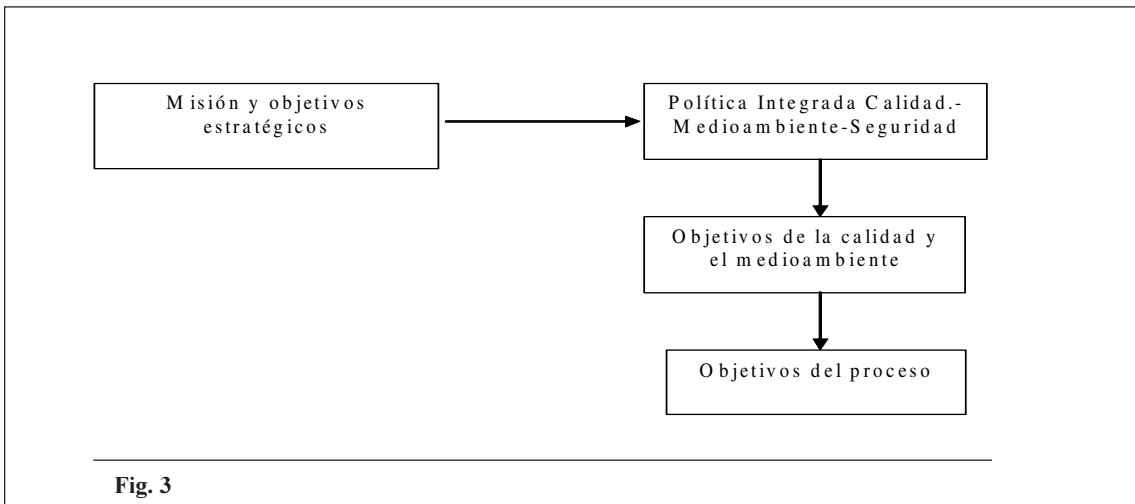 Misión y objetivos
estratégicos
Política Integrada Calidad.-
Medioambiente-Seguridad
Objetivos de la calidad y
el medioambiente
Objetivos del proceso
Fig. 3